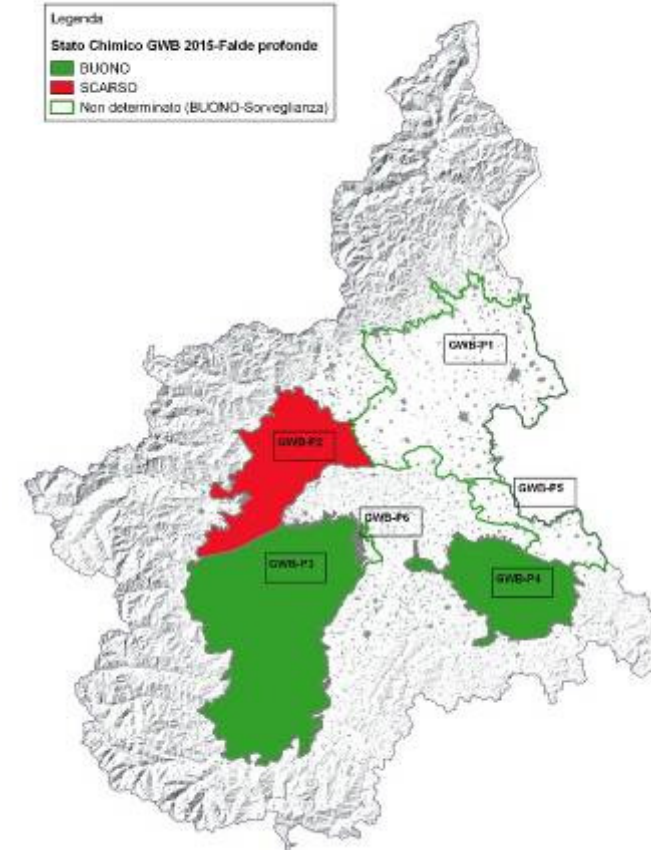 Legenda
Stato Chimico GWB 2015-Falde profonde
BUONO
SCARSO
Non determinato (BUONO-Sorveglianza)
GWB-P1
GWB-P2
GWB-P5
GWB-P6
GWB-P3
GWB-P4